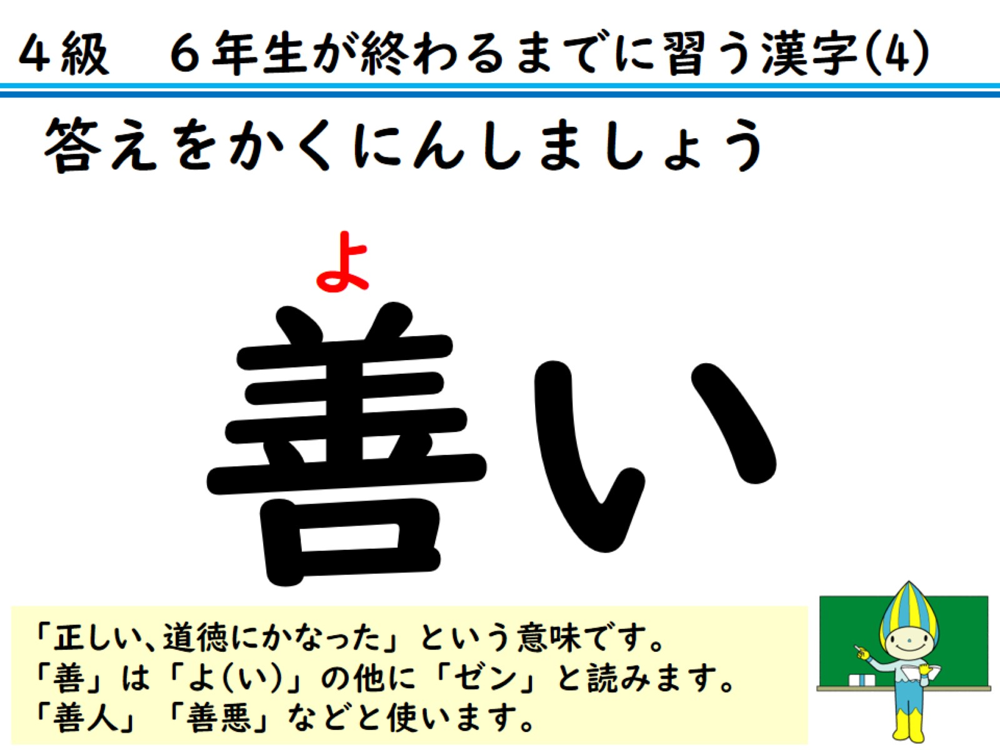 ４級　６年生が終わるまでに習う漢字(4)
答えをかくにんしましょう
よ
善い
「正しい、道徳にかなった」という意味です。
「善」は「よ(い)」の他に「ゼン」と読みます。
「善人」「善悪」などと使います。